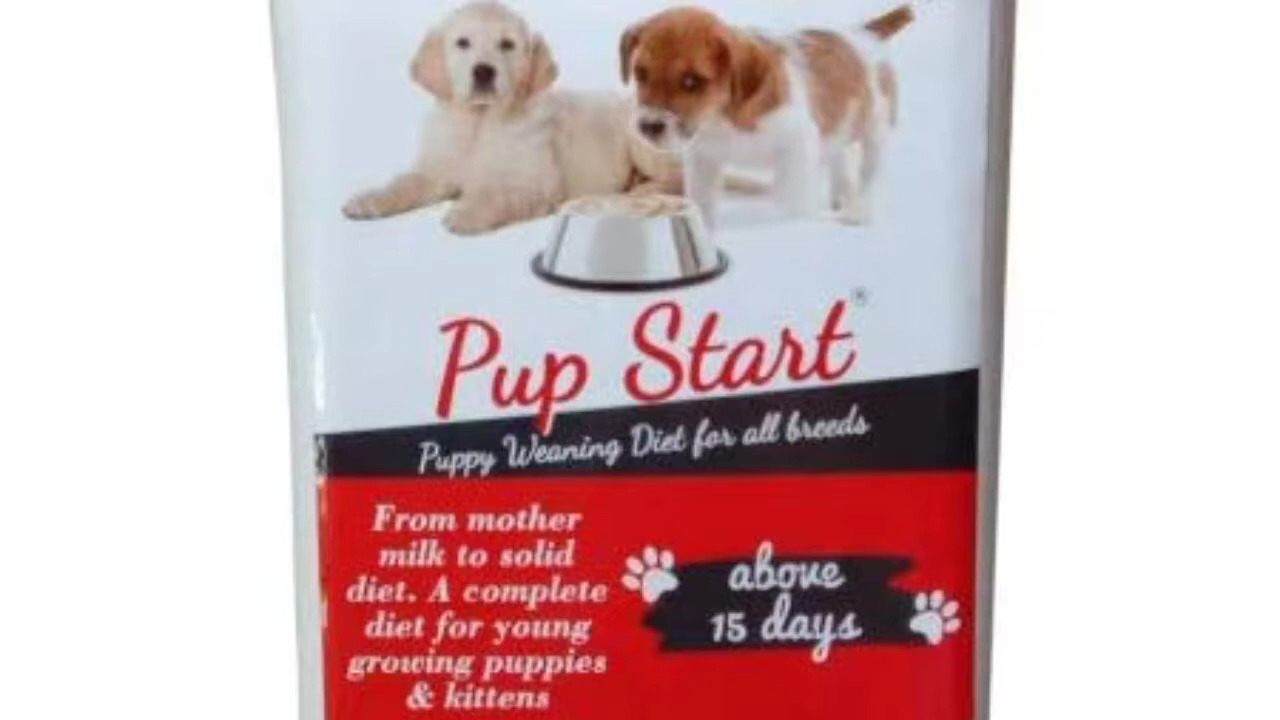 Pup Start®
Puppy Weaning Diet for all breeds
From mother
milk to solid
diet. A complete
diet for young
growing puppies
& kittens
above
15 days